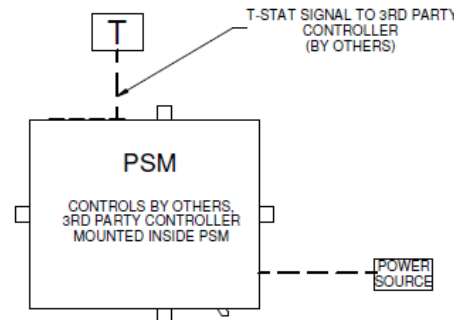 T
T-STAT SIGNAL TO 3RD PARTY
CONTROLLER
(BY OTHERS)
PSM
CONTROLS BY OTHERS,
3RD PARTY CONTROLLER
MOUNTED INSIDE PSM
POWER
SOURCE